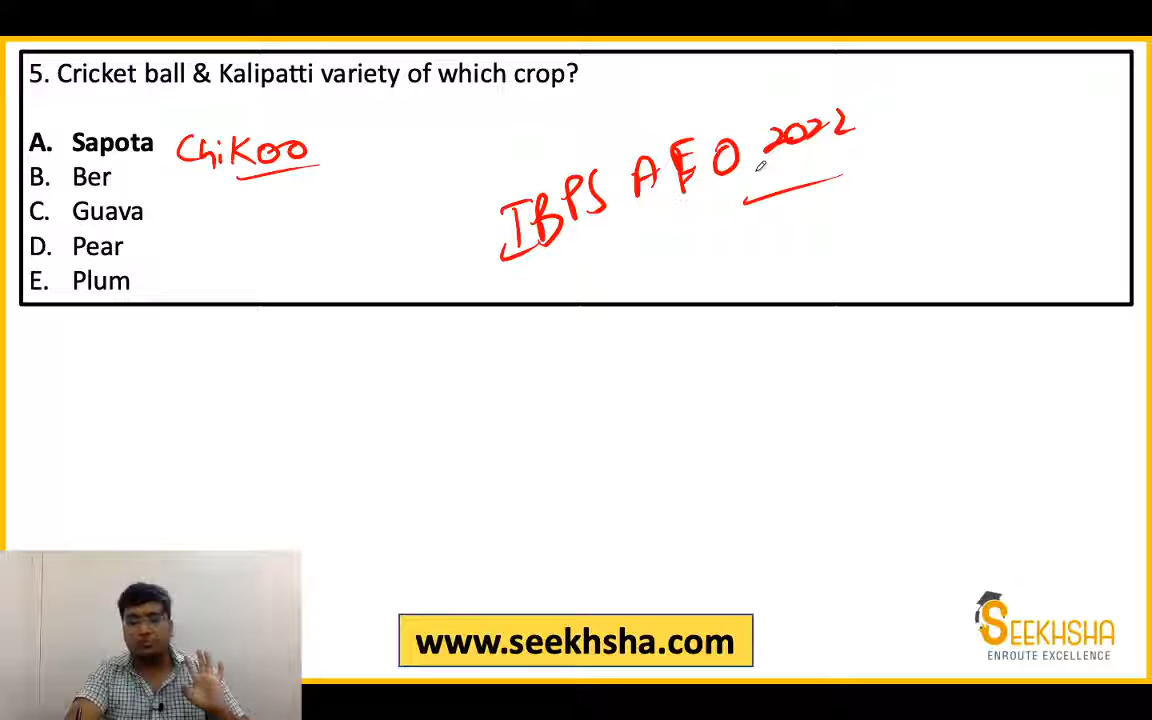 5. Cricket ball & Kalipatti variety of which crop?
A. Sapota Chikoo
B. Ber
C. Guava
D. Pear
E. Plum
IBPS AFO 2022
www.seekhsha.com
SEEKHSHA
ENROUTE EXCELLENCE